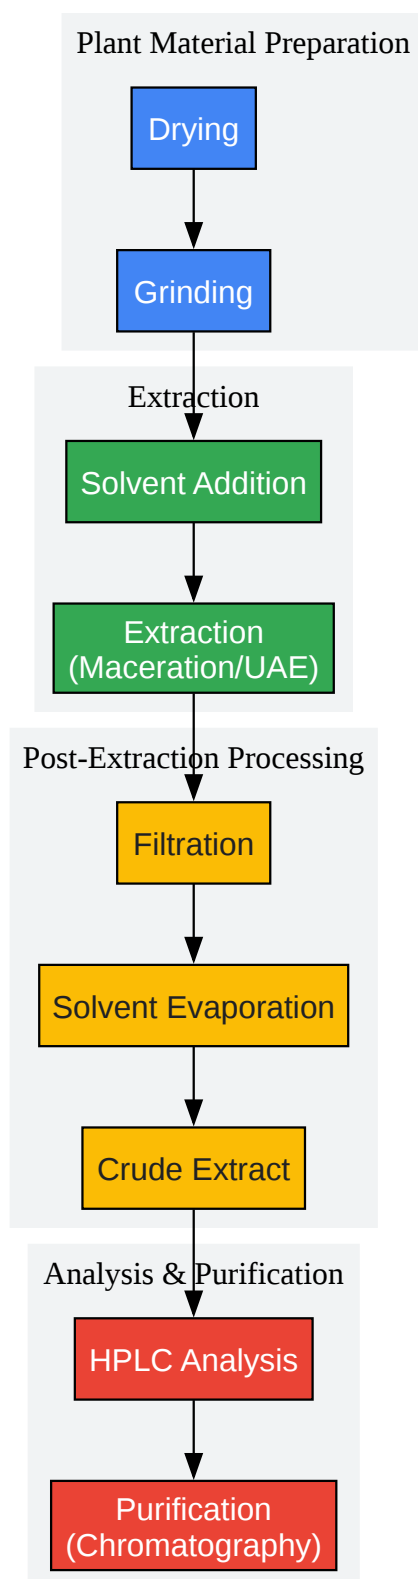 Plant Material Preparation
Drying
Grinding
Extraction
Solvent Addition
Extraction
(Maceration/UAE)
Post-Extraction Processing
Filtration
Solvent Evaporation
Crude Extract
Analysis & Purification
HPLC Analysis
Purification
(Chromatography)